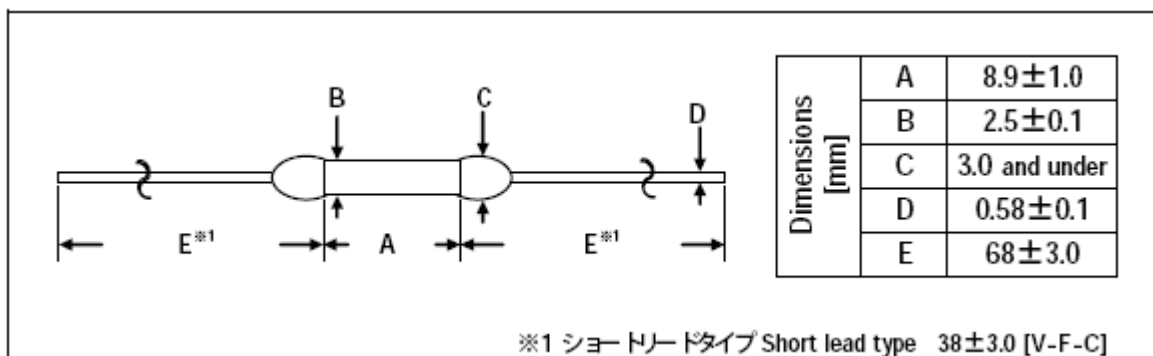 B
C
D
E※1
A
E※1
Dimensions
[mm]
A 8.9±1.0
B 2.5±0.1
C 3.0 and under
D 0.58±0.1
E 68±3.0
※1 ショートリードタイプ Short lead type 38±3.0 [V-F-C]